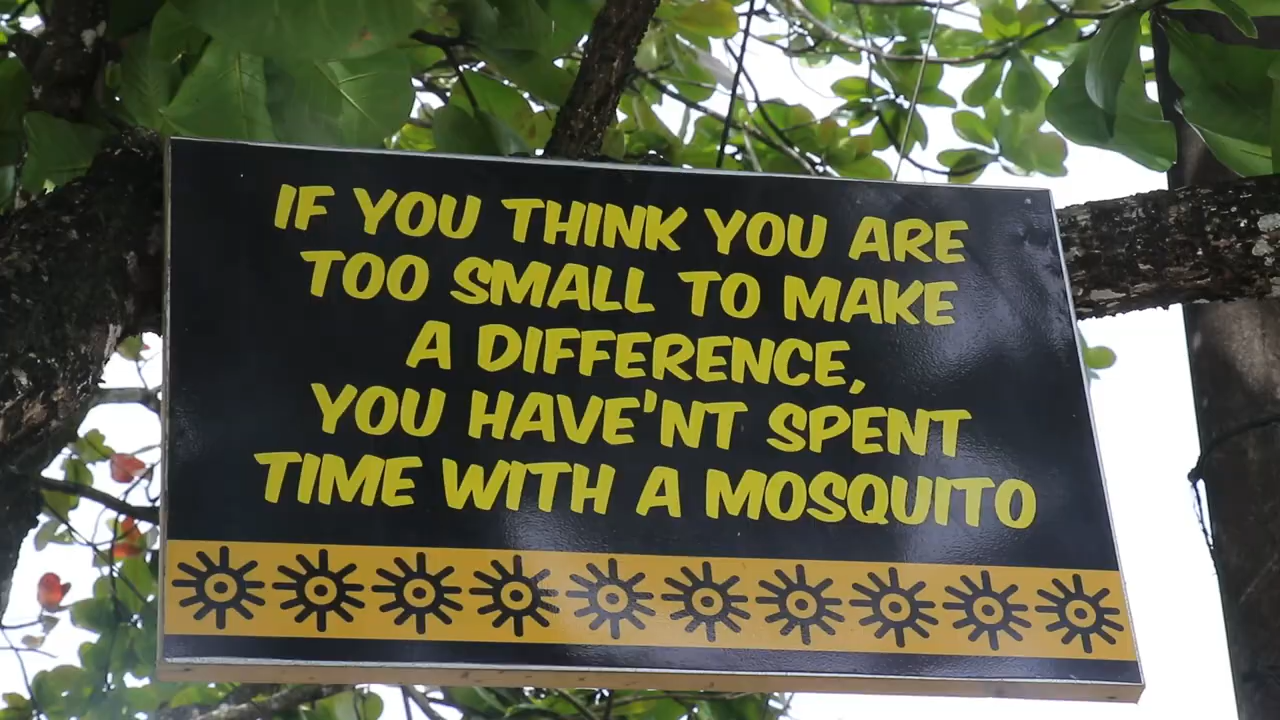 IF YOU THINK YOU ARE
TOO SMALL TO MAKE
A DIFFERENCE,
YOU HAVE'NT SPENT
TIME WITH A MOSQUITO